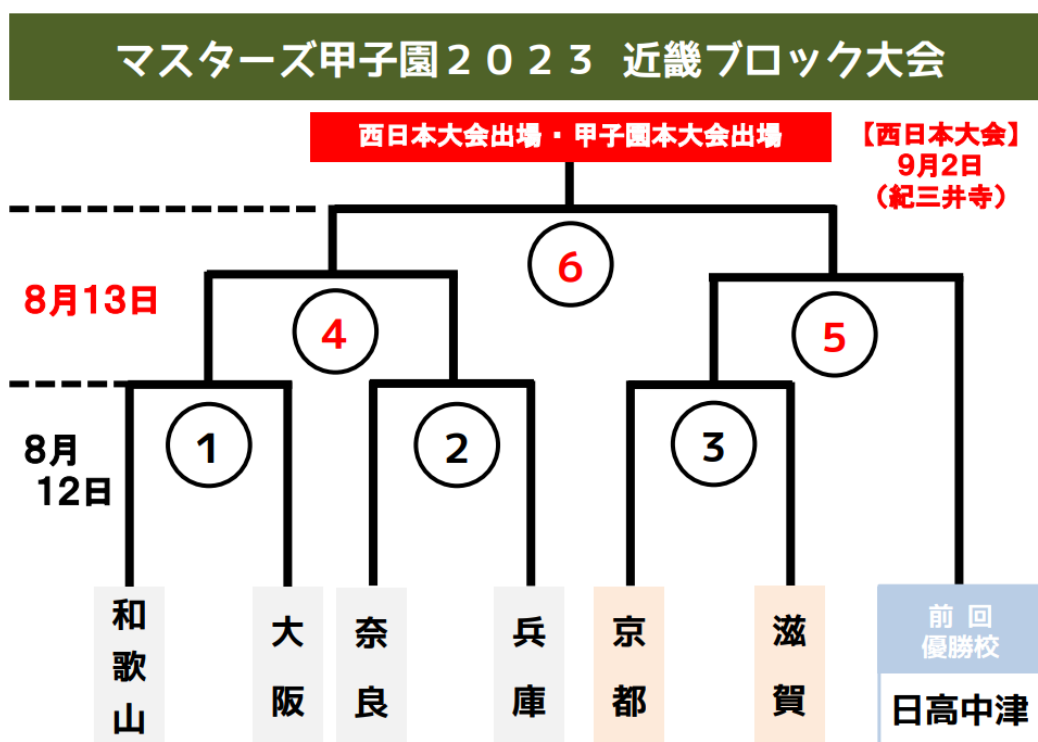 マスターズ甲子園２０２３ 近畿ブロック大会
西日本大会出場・甲子園本大会出場
【西日本大会】
9月2日
（紀三井寺）
6
8月13日
4
5
8月
12日
1
2
3
和歌山
大阪
奈良
兵庫
京都
滋賀
前回
優勝校
日高中津